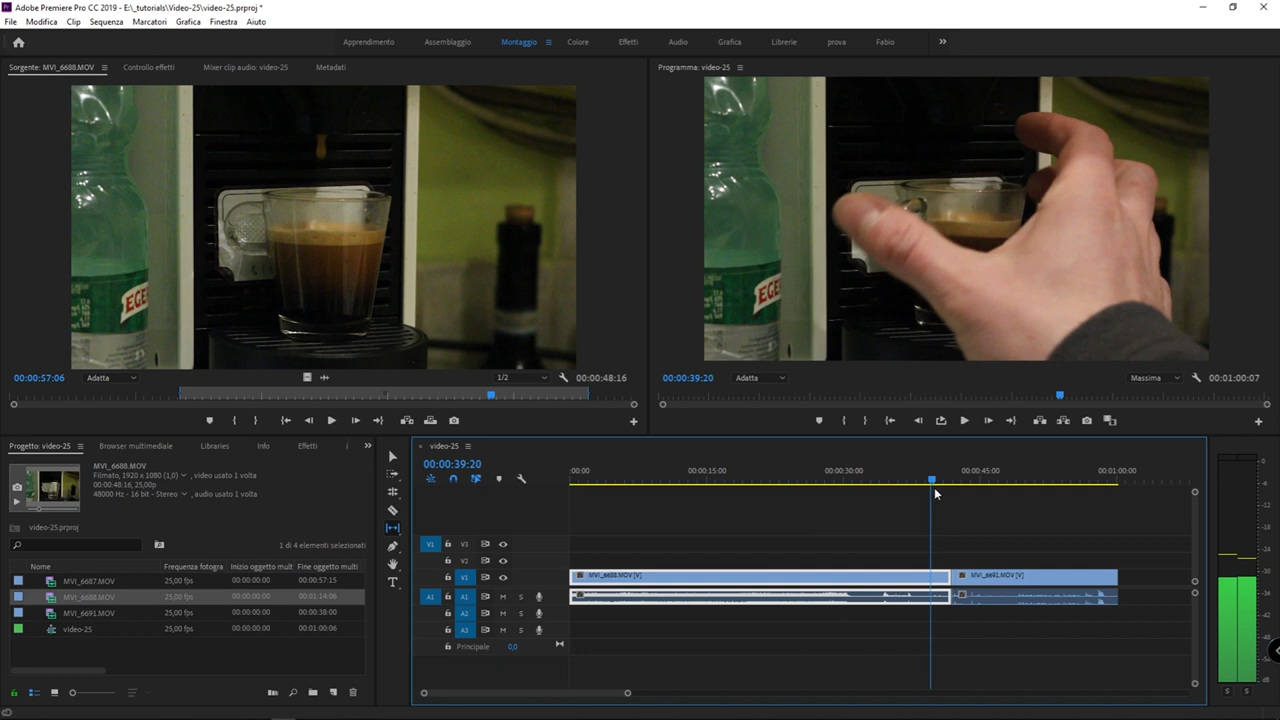 Adobe Premiere Pro CC 2019 - E:\_tutorials\Video-25\video-25.prproj *
File Modifica Clip Sequenza Marcatori Grafica Finestra Aiuto
Apprendimento Assemblaggio Montaggio Colore Effetti Audio Grafica Librerie prova Fabio
Sorgente: MVI_6688.MOV Controllo effetti Mixer clip audio: video-25 Metadati
Programma: video-25
EGE
EGE
00:00:57:06 Adatta 1/2 00:00:48:16
00:00:39:20 Adatta Massima 00:01:00:07
Progetto: video-25 Browser multimediale Libraries Info Effetti
MVI_6688.MOV
Filmato, 1920 x 1080 (1,0) , video usato 1 volta
00:00:48:16, 25,00p
48000 Hz - 16 bit - Stereo , audio usato 1 volta
video-25.prproj
1 di 4 elementi selezionati
Nome Frequenza fotogra Inizio oggetto mult Fine oggetto multi
MVI_6687.MOV 25,00 fps 00:00:00:00 00:00:57:15
MVI_6688.MOV 25,00 fps 00:00:00:00 00:01:14:06
MVI_6691.MOV 25,00 fps 00:00:00:00 00:00:38:00
video-25 25,00 fps 00:00:00:00 00:01:00:06
video-25
00:00:39:20
:00:00 00:00:15:00 00:00:30:00 00:00:45:00 00:01:00:00
V1 V3
V2
V1 MVI_6688.MOV [V] MVI_6691.MOV [V]
A1 A1 M S
A2 M S
A3 M S
Principale 0,0
0
S S